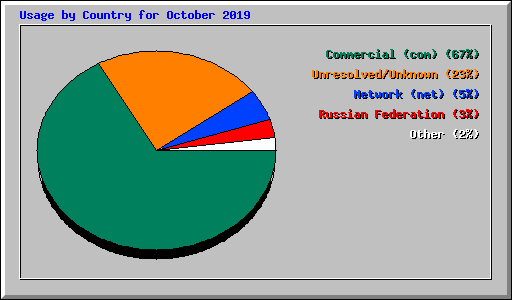 Usage by Country for October 2019
Commercial (com) (67%)
Unresolved/Unknown (23%)
Network (net) (5%)
Russian Federation (3%)
Other (2%)